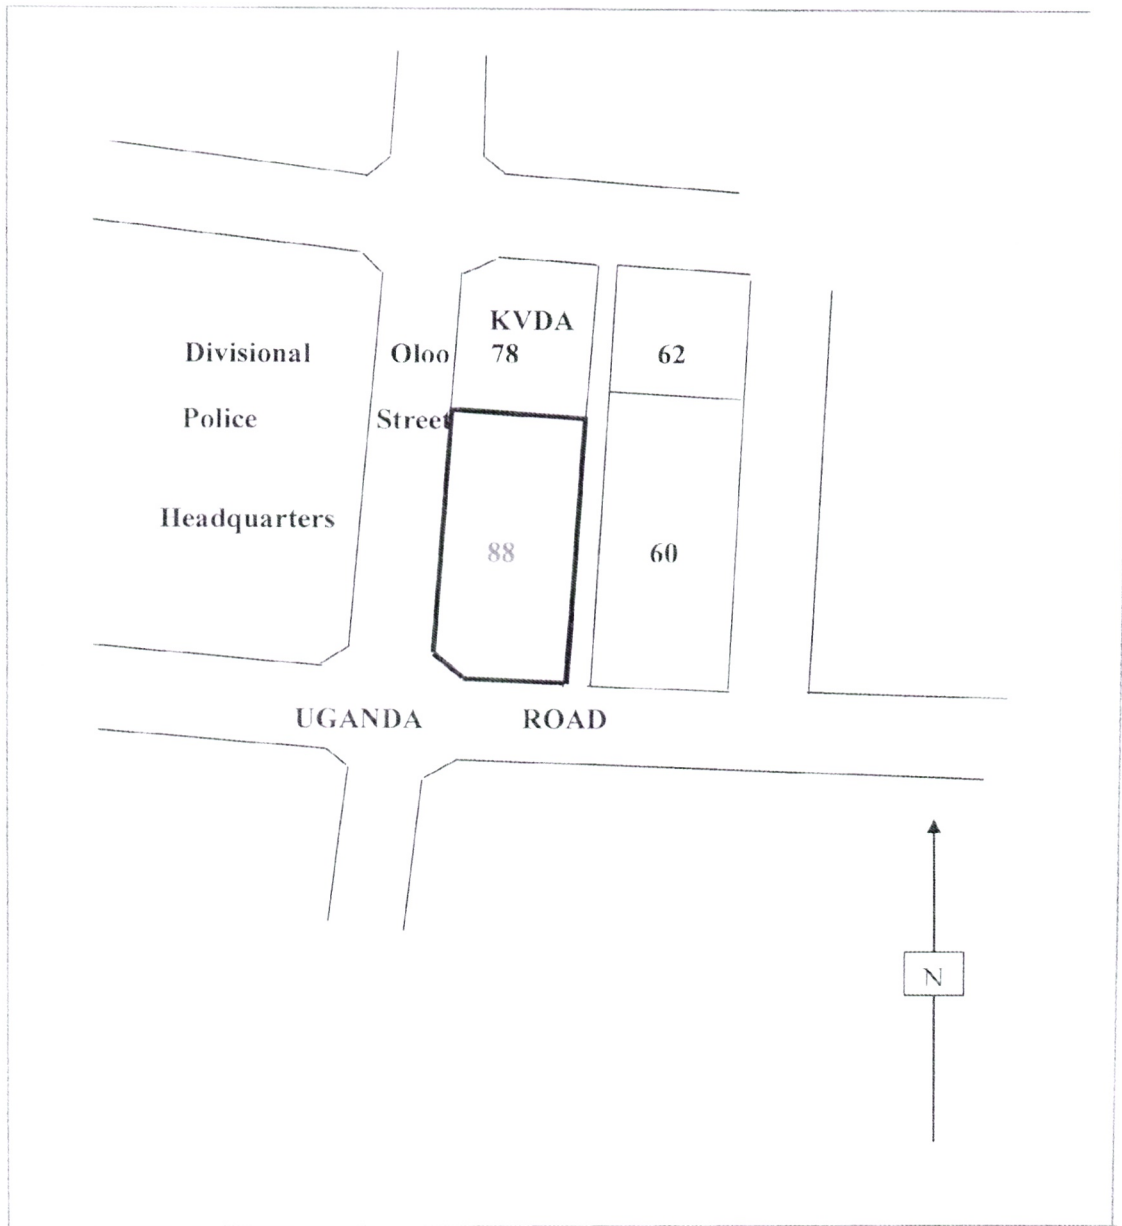 KVDA
Divisional Oloo 78 62
Police Street
Headquarters
88 60
UGANDA ROAD
N